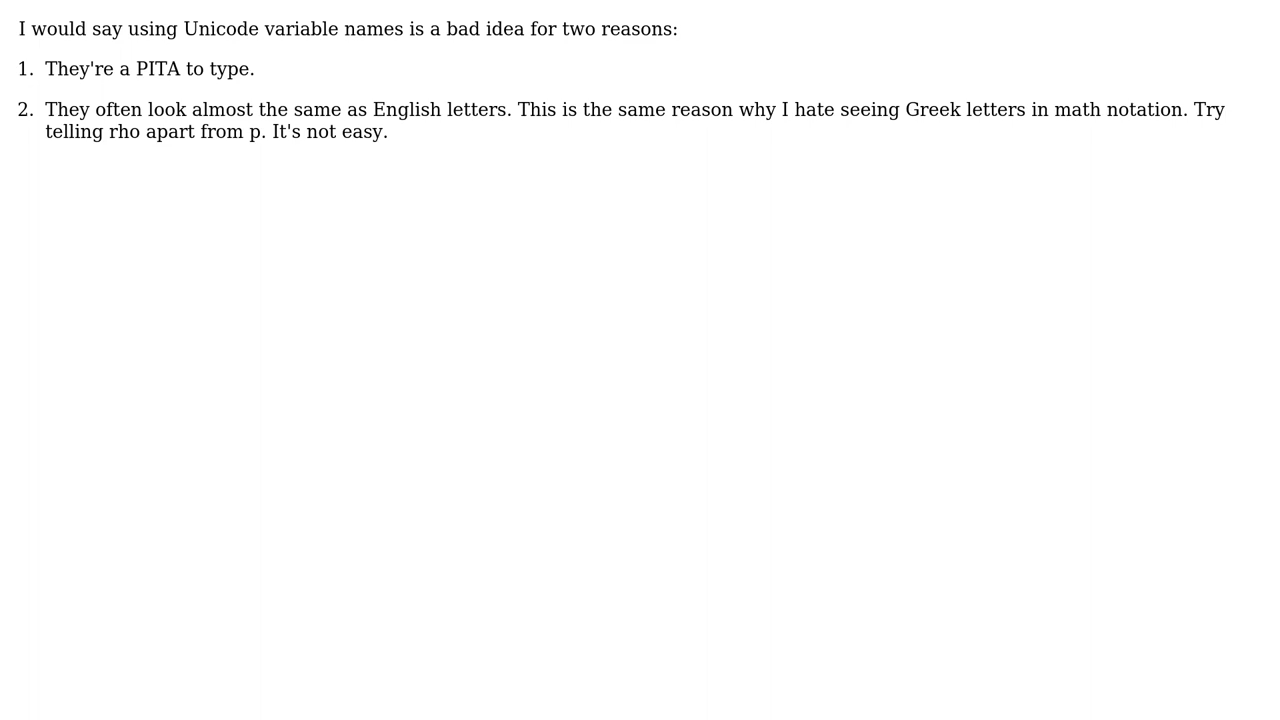 I would say using Unicode variable names is a bad idea for two reasons:
1. They're a PITA to type.
2. They often look almost the same as English letters. This is the same reason why I hate seeing Greek letters in math notation. Try
telling rho apart from p. It's not easy.